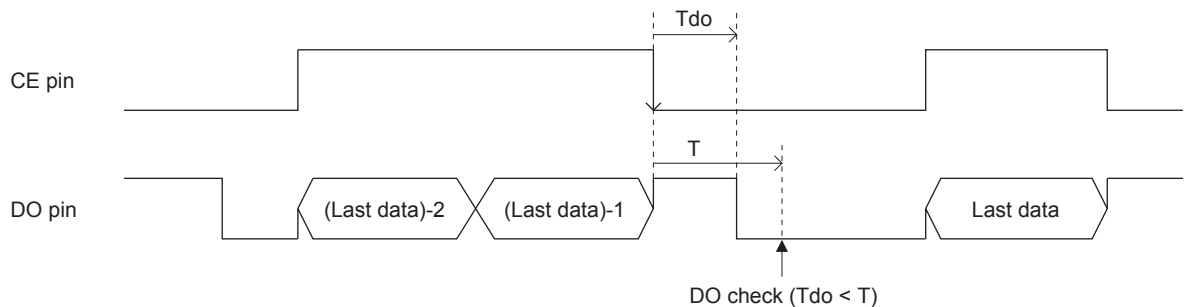 Tdo
CE pin
T
DO pin
(Last data)-2
(Last data)-1
Last data
DO check (Tdo < T)